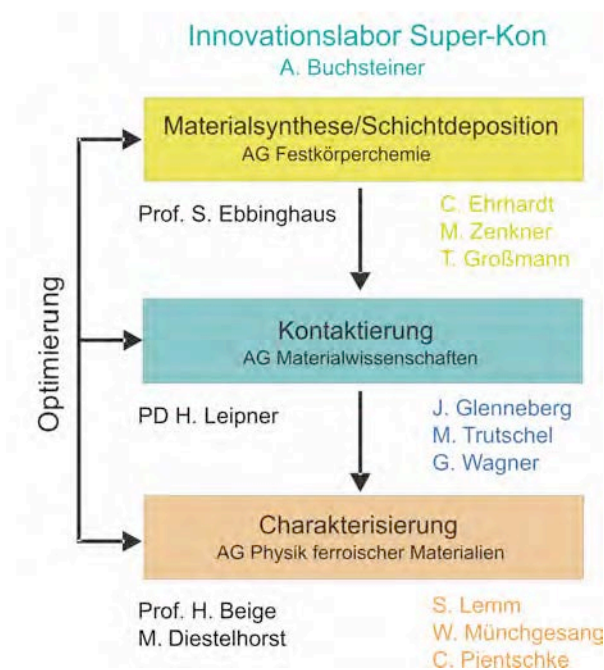 Innovationslabor Super-Kon
A. Buchsteiner
Materialsynthese/Schichtdeposition
AG Festkörperchemie
Prof. S. Ebbinghaus
C. Ehrhardt
M. Zenkner
T. Großmann
Optimierung
Kontaktierung
AG Materialwissenschaften
PD H. Leipner
J. Glenneberg
M. Trutschel
G. Wagner
Charakterisierung
AG Physik ferroischer Materialien
Prof. H. Beige
M. Diestelhorst
S. Lemm
W. Münchgesang
C. Pientschke